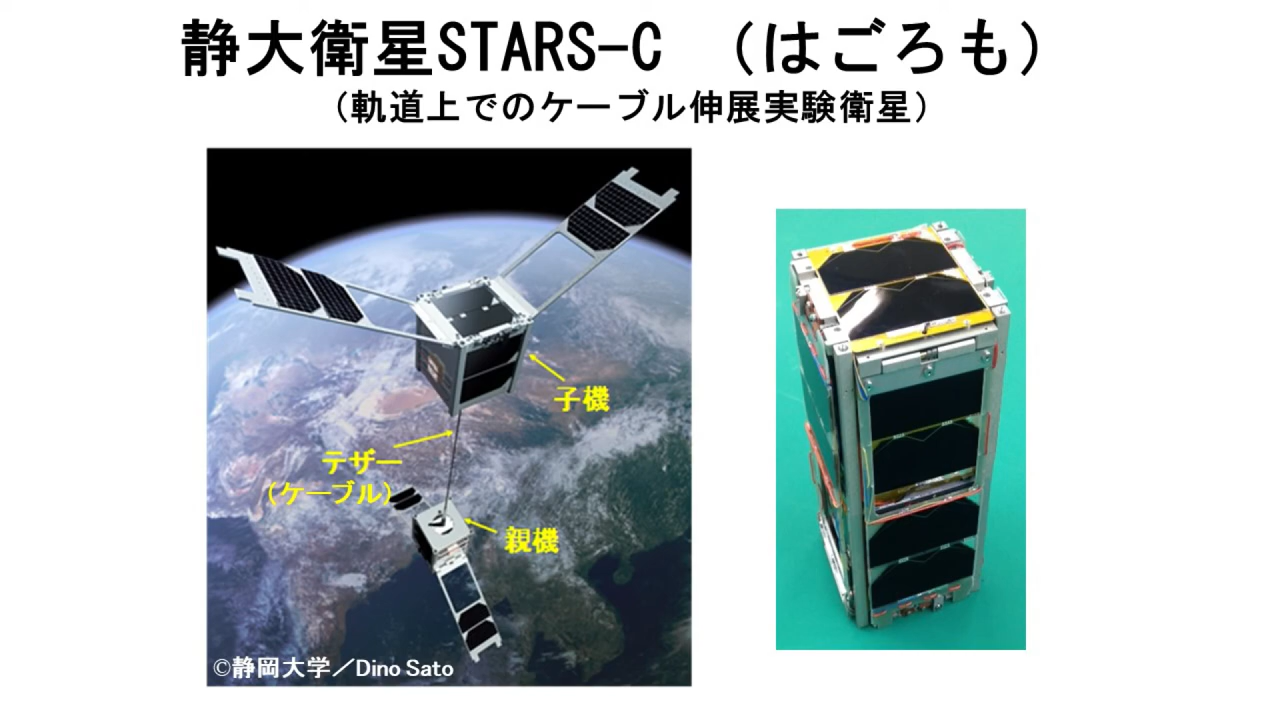 静大衛星STARS-C （はごろも）
（軌道上でのケーブル伸展実験衛星）
子機
テザー
（ケーブル）
親機
©静岡大学／Dino Sato